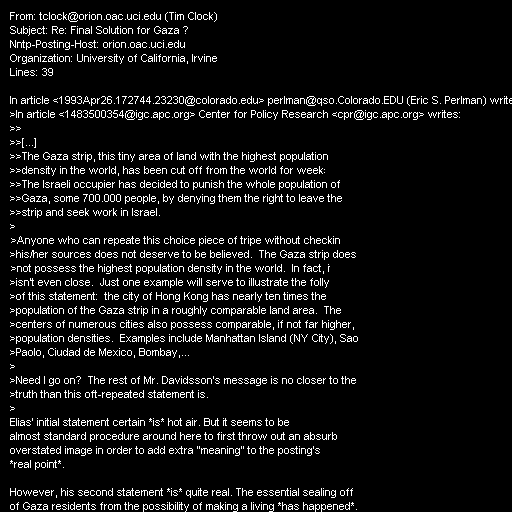 From: tclock@orion.oac.uci.edu (Tim Clock)
Subject: Re: Final Solution for Gaza ?
Nntp-Posting-Host: orion.oac.uci.edu
Organization: University of California, Irvine
Lines: 39

In article <1993Apr26.172744.23230@colorado.edu> perlman@qso.Colorado.EDU (Eric S. Perlman) write
>In article <1483500354@igc.apc.org> Center for Policy Research <cpr@igc.apc.org> writes:
>>
>>[...]
>>The Gaza strip, this tiny area of land with the highest population
>>density in the world, has been cut off from the world for week
>>The Israeli occupier has decided to punish the whole population of
>>Gaza, some 700.000 people, by denying them the right to leave the
>>strip and seek work in Israel.
>
>Anyone who can repeate this choice piece of tripe without checkin
>his/her sources does not deserve to be believed.  The Gaza strip does
>not possess the highest population density in the world.  In fact, i
>isn't even close.  Just one example will serve to illustrate the folly
>of this statement:  the city of Hong Kong has nearly ten times the
>population of the Gaza strip in a roughly comparable land area.  The
>centers of numerous cities also possess comparable, if not far higher,
>population densities.  Examples include Manhattan Island (NY City), Sao
>Paolo, Ciudad de Mexico, Bombay,...
>
>Need I go on?  The rest of Mr. Davidsson's message is no closer to the
>truth than this oft-repeated statement is.
>
Elias' initial statement certain *is* hot air. But it seems to be
almost standard procedure around here to first throw out an absurb
overstated image in order to add extra "meaning" to the posting's
*real point*.

However, his second statement *is* quite real. The essential sealing off
of Gaza residents from the possibility of making a living *has happened*.